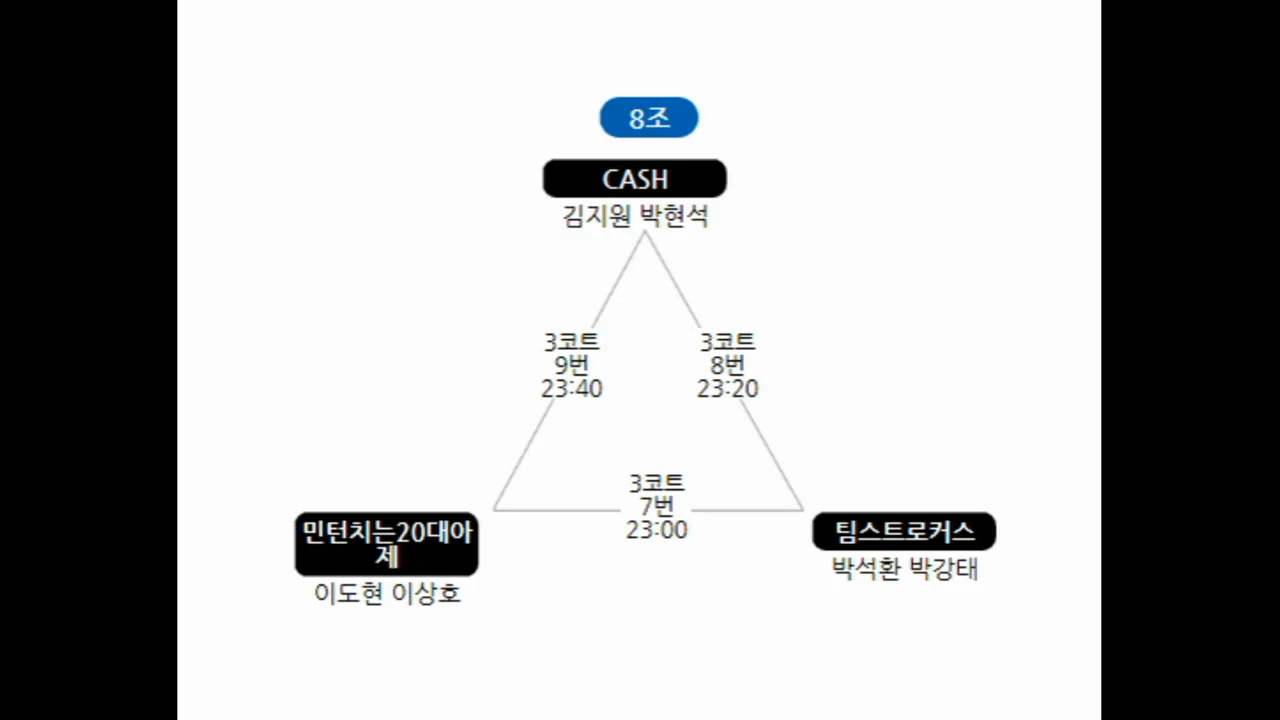 8조
CASH
김지원 박현석
3코트
9번
23:40
3코트
8번
23:20
3코트
7번
23:00
민턴치는20대아
제
이도현 이상호
팀스트로커스
박석환 박강태